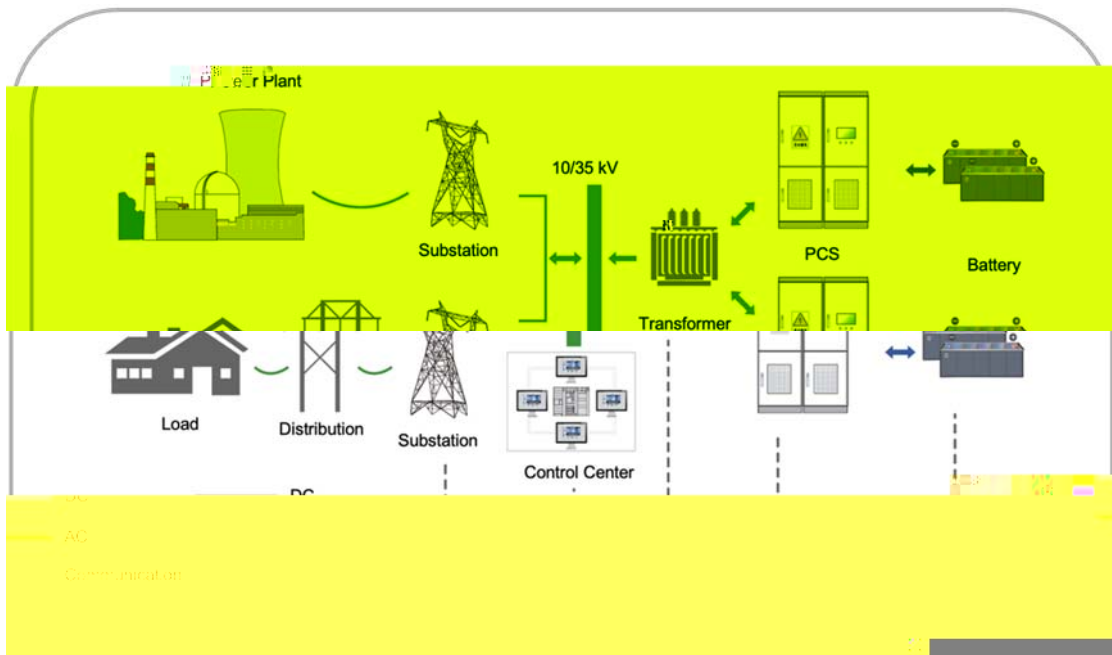 Plant
10/35 kV
Substation
PCS
Battery
Transformer
Load
Distribution
Substation
Control Center
DC
AC
Communication